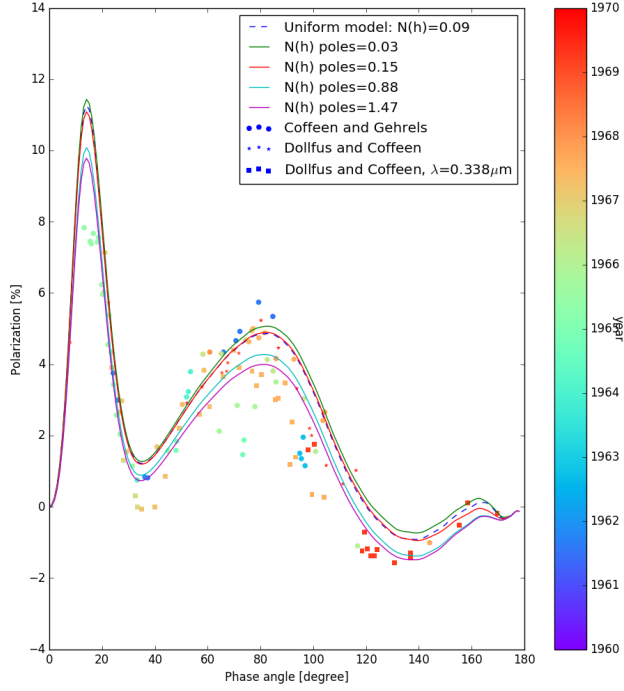 14
12
10
8
6
4
2
0
−2
−4
Polarization [%]
0 20 40 60 80 100 120 140 160 180
Phase angle [degree]
Uniform model: N(h)=0.09
N(h) poles=0.03
N(h) poles=0.15
N(h) poles=0.88
N(h) poles=1.47
Coffeen and Gehrels
Dollfus and Coffeen
Dollfus and Coffeen, λ=0.338μm
1970
1969
1968
1967
1966
1965
1964
1963
1962
1961
1960
year